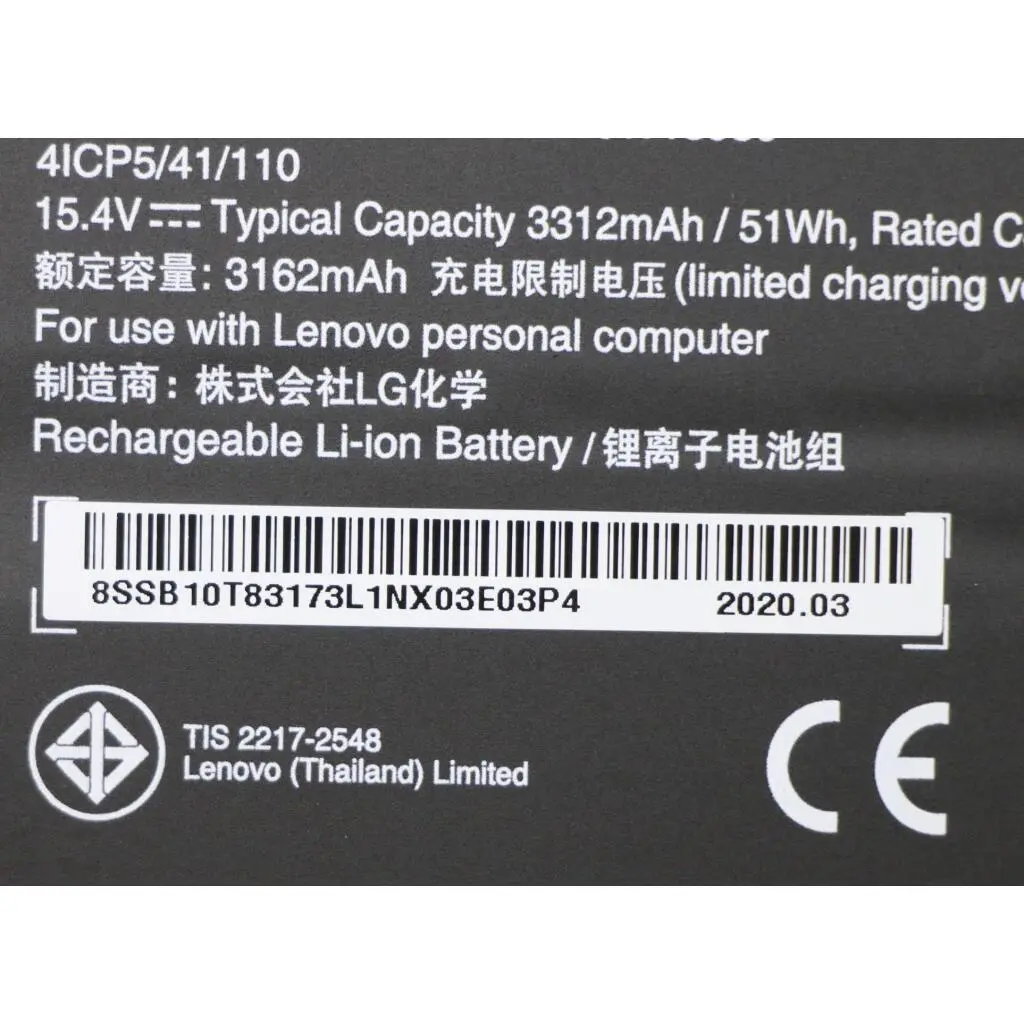 4ICP5/41/110
15.4V⎓Typical Capacity 3312mAh / 51Wh, Rated C
额定容量: 3162mAh 充电限制电压(limited charging
For use with Lenovo personal computer
制造商: 株式会社LG化学
Rechargeable Li-ion Battery / 锂离子电池组
8SSB10T83173L1NX03E03P4 2020.03
TIS 2217-2548
Lenovo (Thailand) Limited
CE